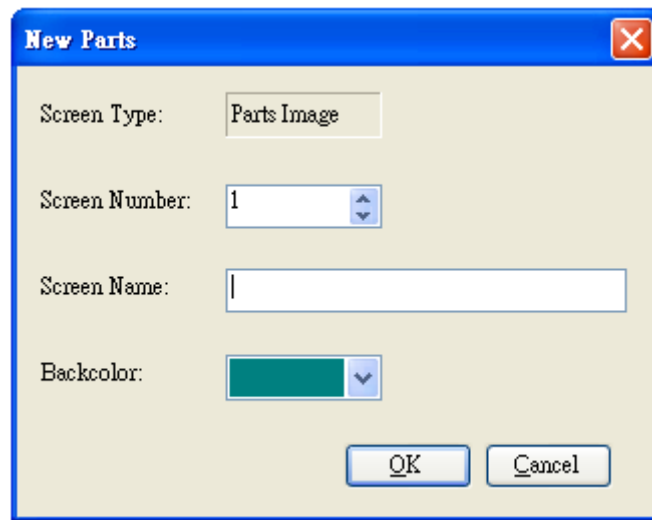 New Parts
Screen Type: Parts Image
Screen Number: 1
Screen Name:
Backcolor:
OK Cancel